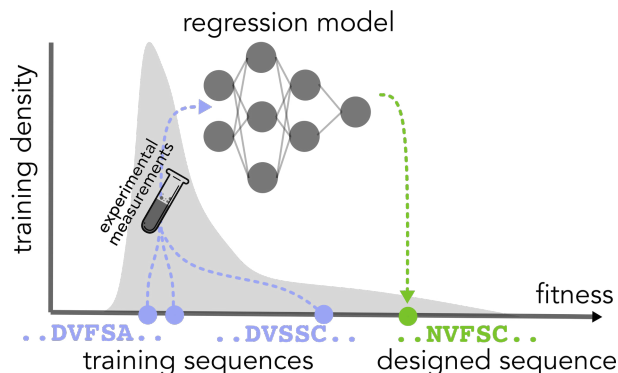 regression model
training density
experimental
measurements
fitness
..DVFSA..
..DVSSC..
..NVFSC..
training sequences
designed sequence